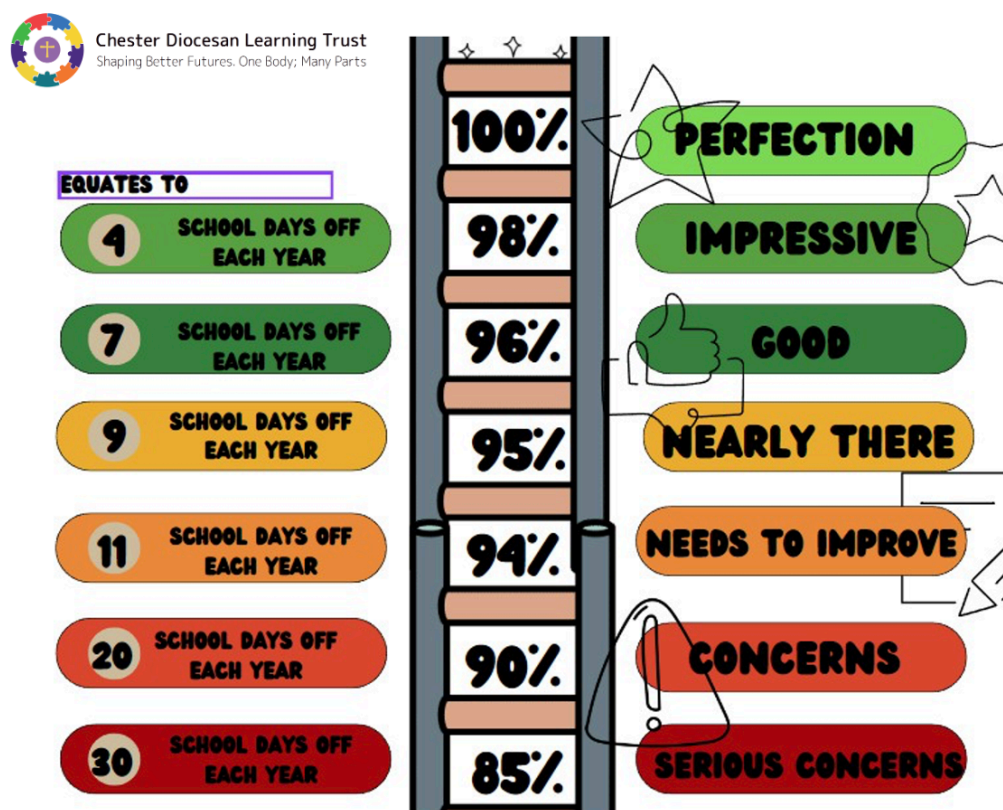 Chester Diocesan Learning Trust
Shaping Better Futures. One Body; Many Parts
100%
PERFECTION
EQUATES TO
4
SCHOOL DAYS OFF
EACH YEAR
98%
IMPRESSIVE
7
SCHOOL DAYS OFF
EACH YEAR
96%
GOOD
9
SCHOOL DAYS OFF
EACH YEAR
95%
NEARLY THERE
11
SCHOOL DAYS OFF
EACH YEAR
94%
NEEDS TO IMPROVE
20
SCHOOL DAYS OFF
EACH YEAR
90%
CONCERNS
30
SCHOOL DAYS OFF
EACH YEAR
85%
SERIOUS CONCERNS